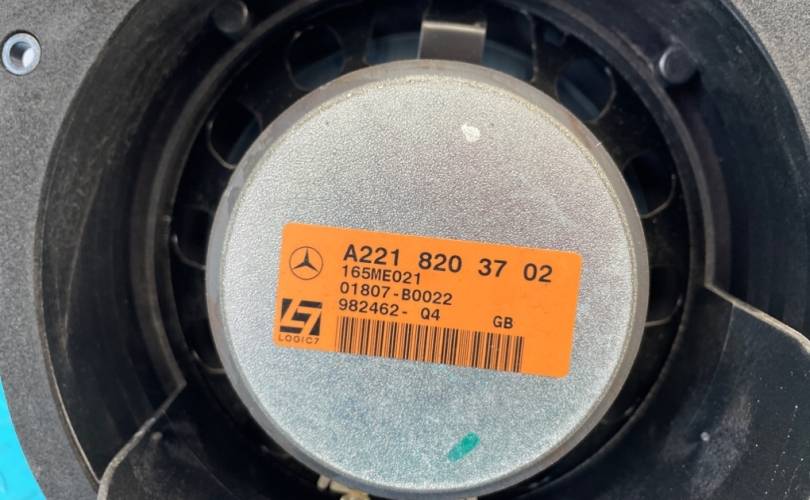 A221 820 37 02
165ME021
01807-B0022
982462- Q4 GB
LOGIC7